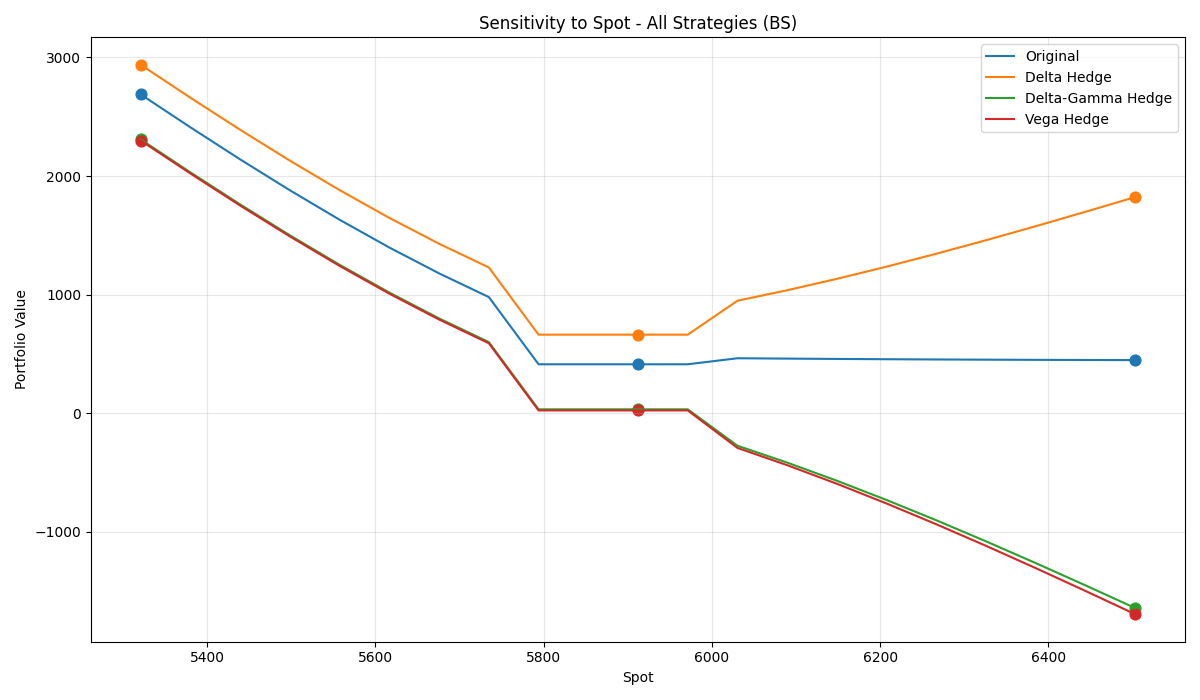 Sensitivity to Spot - All Strategies (BS)
Original
Delta Hedge
Delta-Gamma Hedge
Vega Hedge
Portfolio Value
3000
2000
1000
0
−1000
5400
5600
5800
6000
6200
6400
Spot